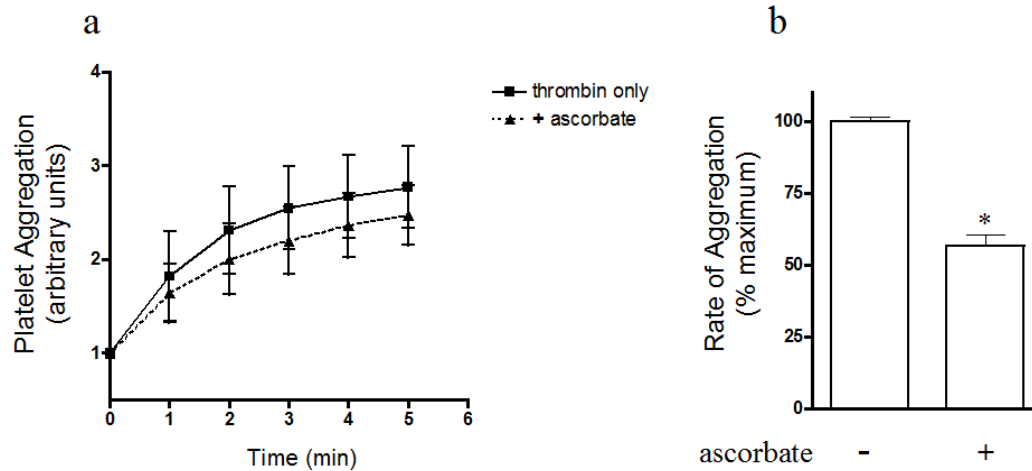 a
Platelet Aggregation
(arbitrary units)
4
3
2
1
0 1 2 3 4 5 6
Time (min)
thrombin only
+ ascorbate
b
Rate of Aggregation
(% maximum)
100
75
50
25
0
*
ascorbate - +